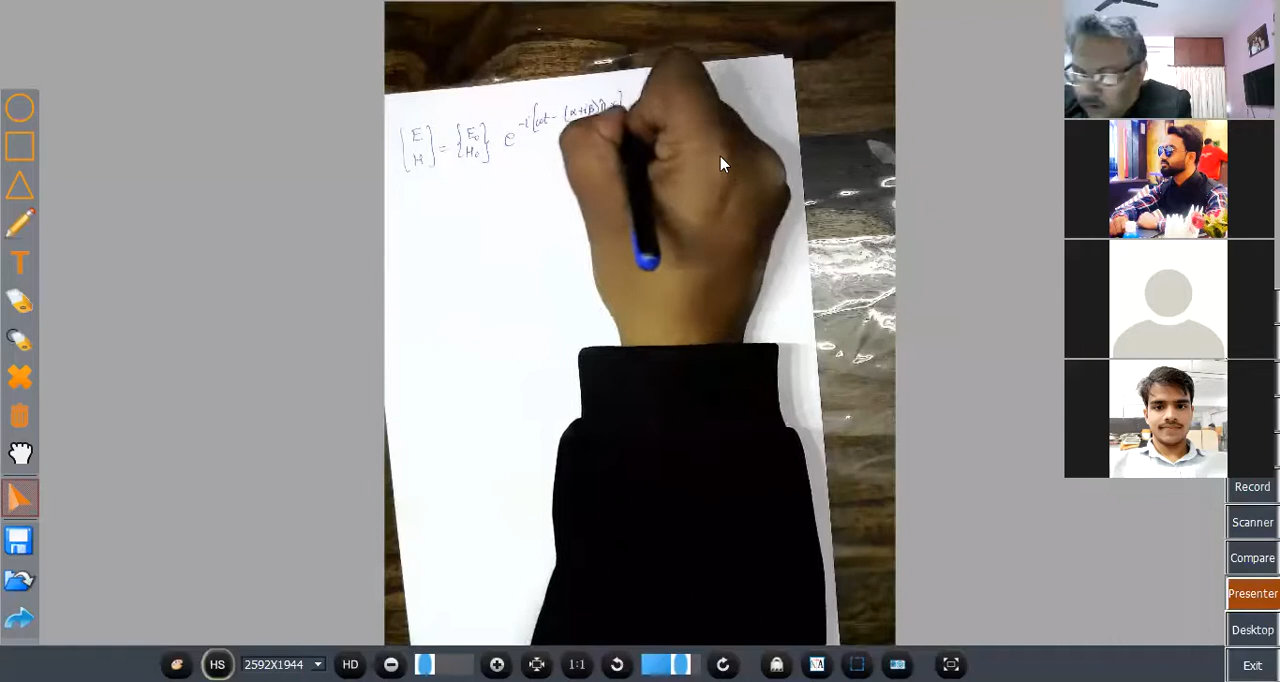 {E H} = {E₀ H₀} e^-i[ωt - (α+iβ)n̂.x]
T
Record
Scanner
Compare
Presenter
Desktop
Exit
HS
2592X1944
HD
1:1